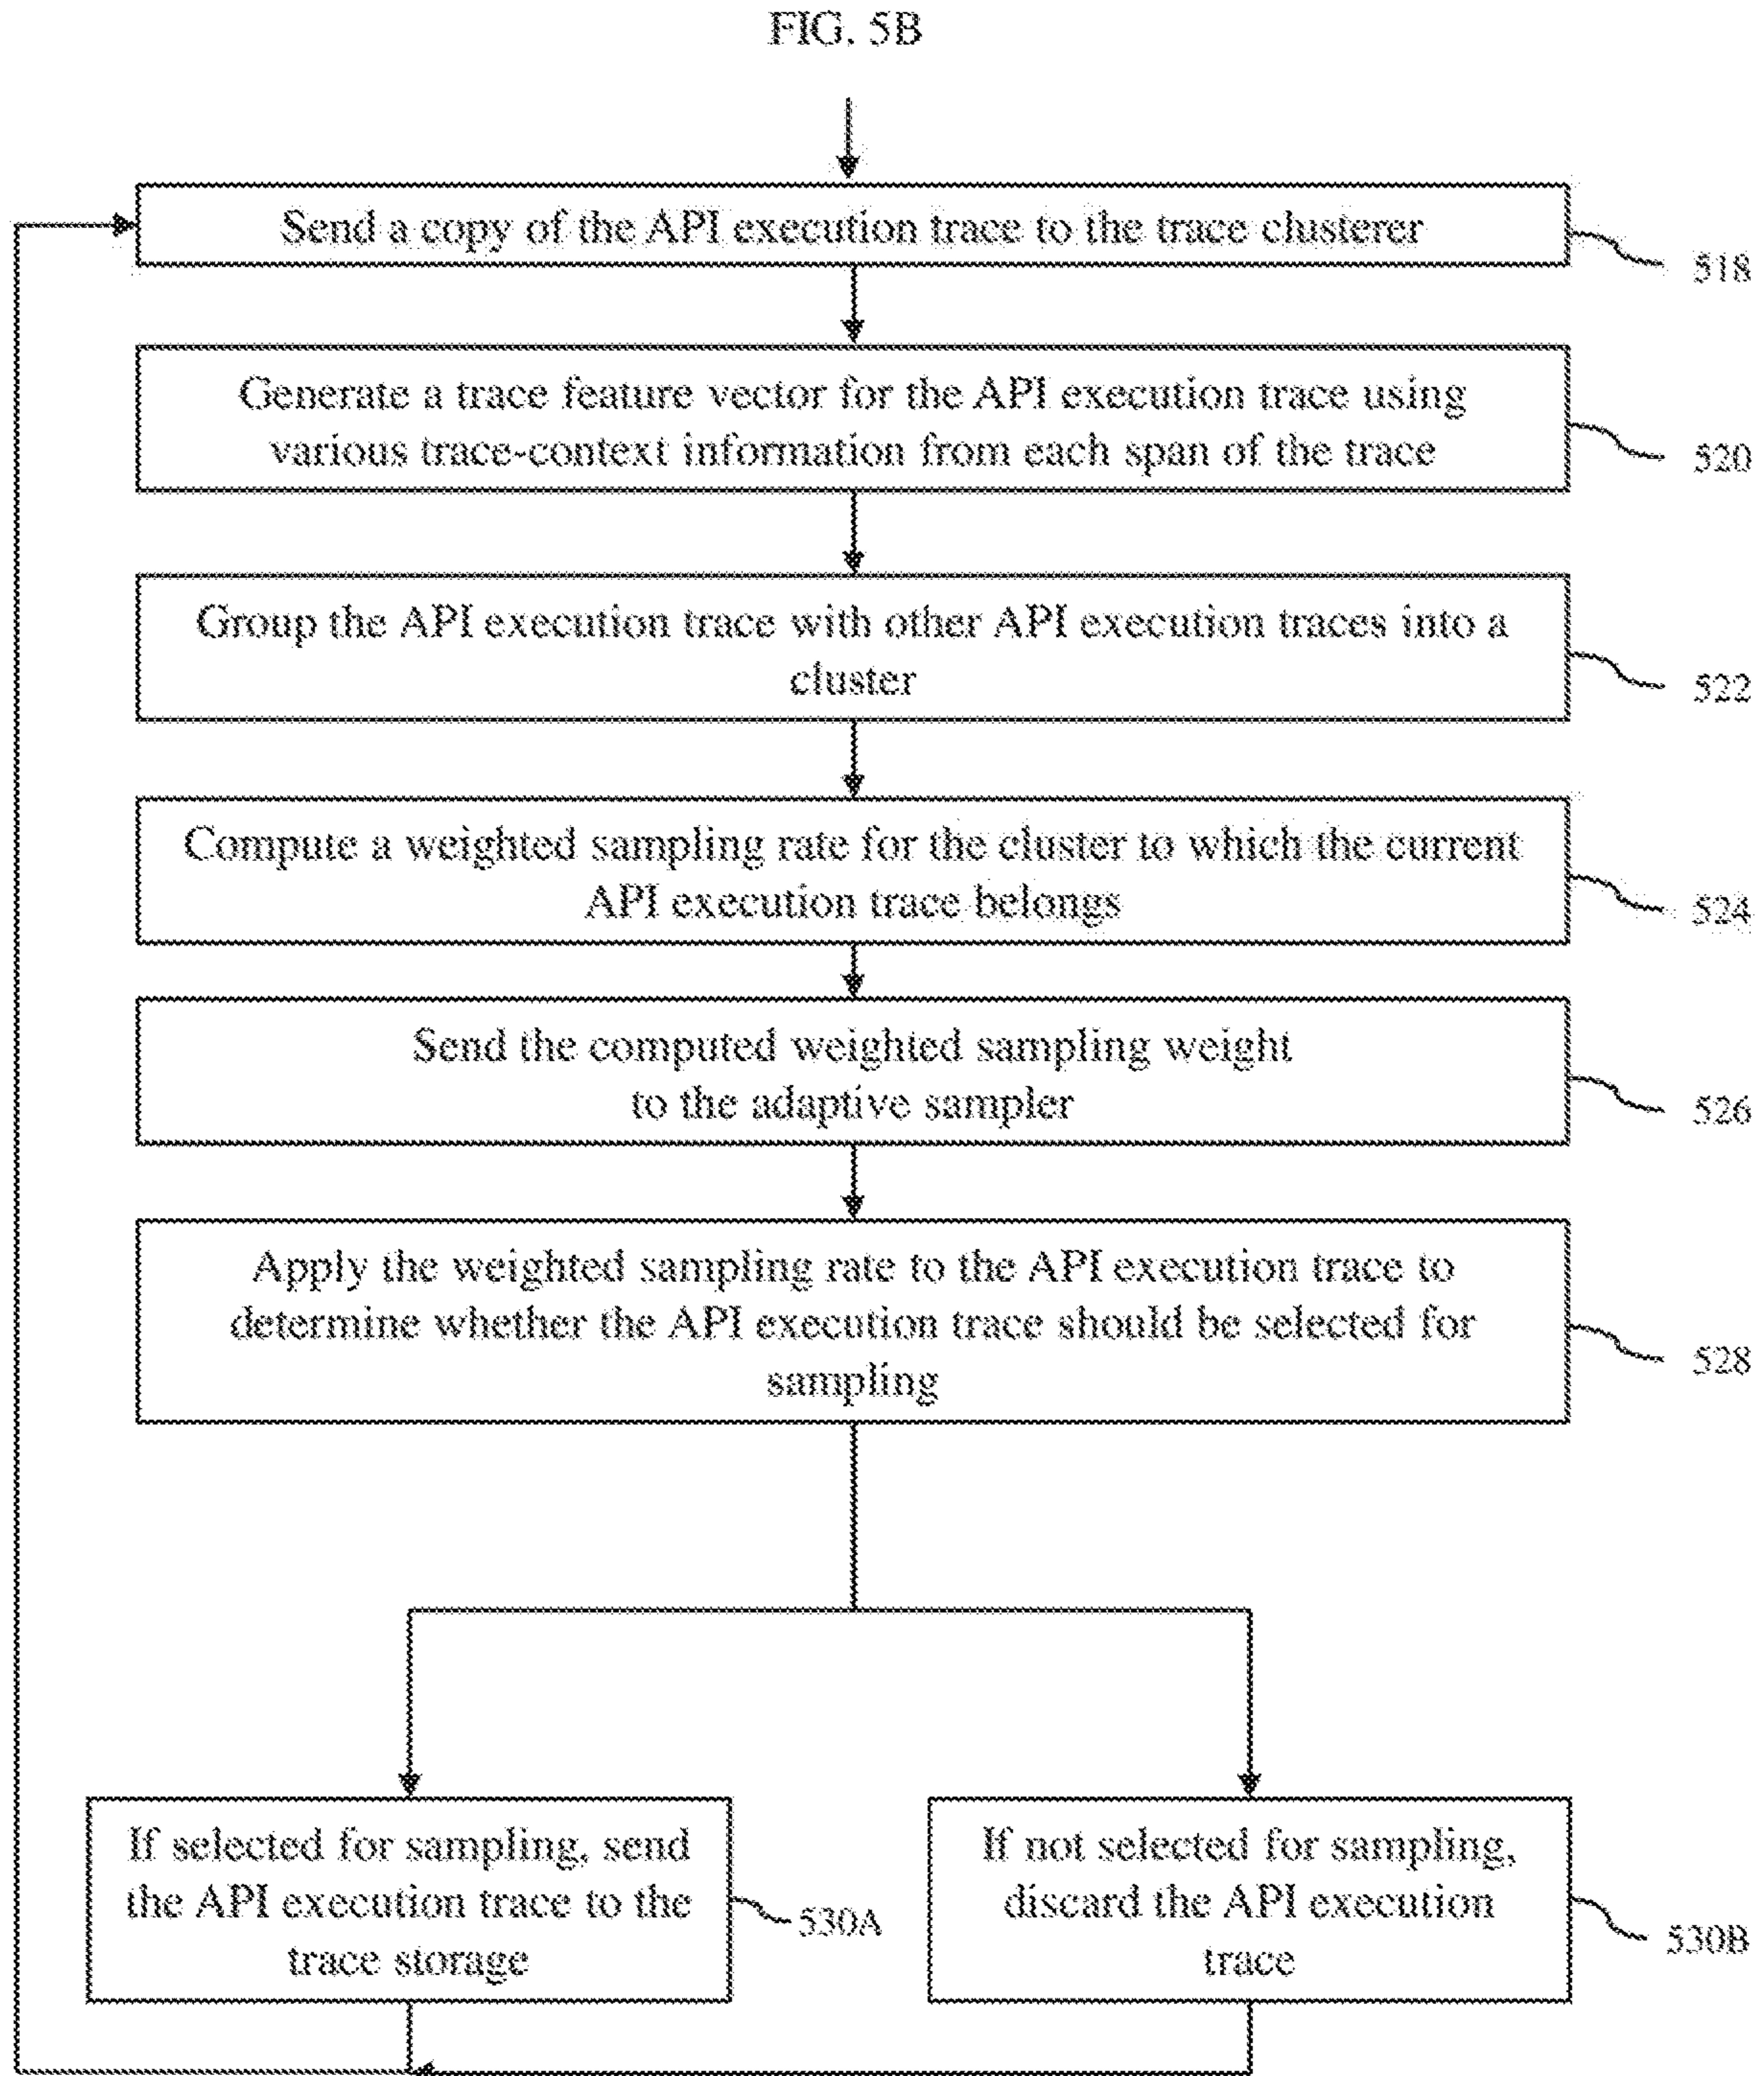 FIG. 5B
Send a copy of the API execution trace to the trace clusterer
518
Generate a trace feature vector for the API execution trace using
various trace-context information from each span of the trace
520
Group the API execution trace with other API execution traces into a
cluster
522
Compute a weighted sampling rate for the cluster to which the current
API execution trace belongs
524
Send the computed weighted sampling weight
to the adaptive sampler
526
Apply the weighted sampling rate to the API execution trace to
determine whether the API execution trace should be selected for
sampling
528
If selected for sampling, send
the API execution trace to the
trace storage
530A
If not selected for sampling,
discard the API execution
trace
530B